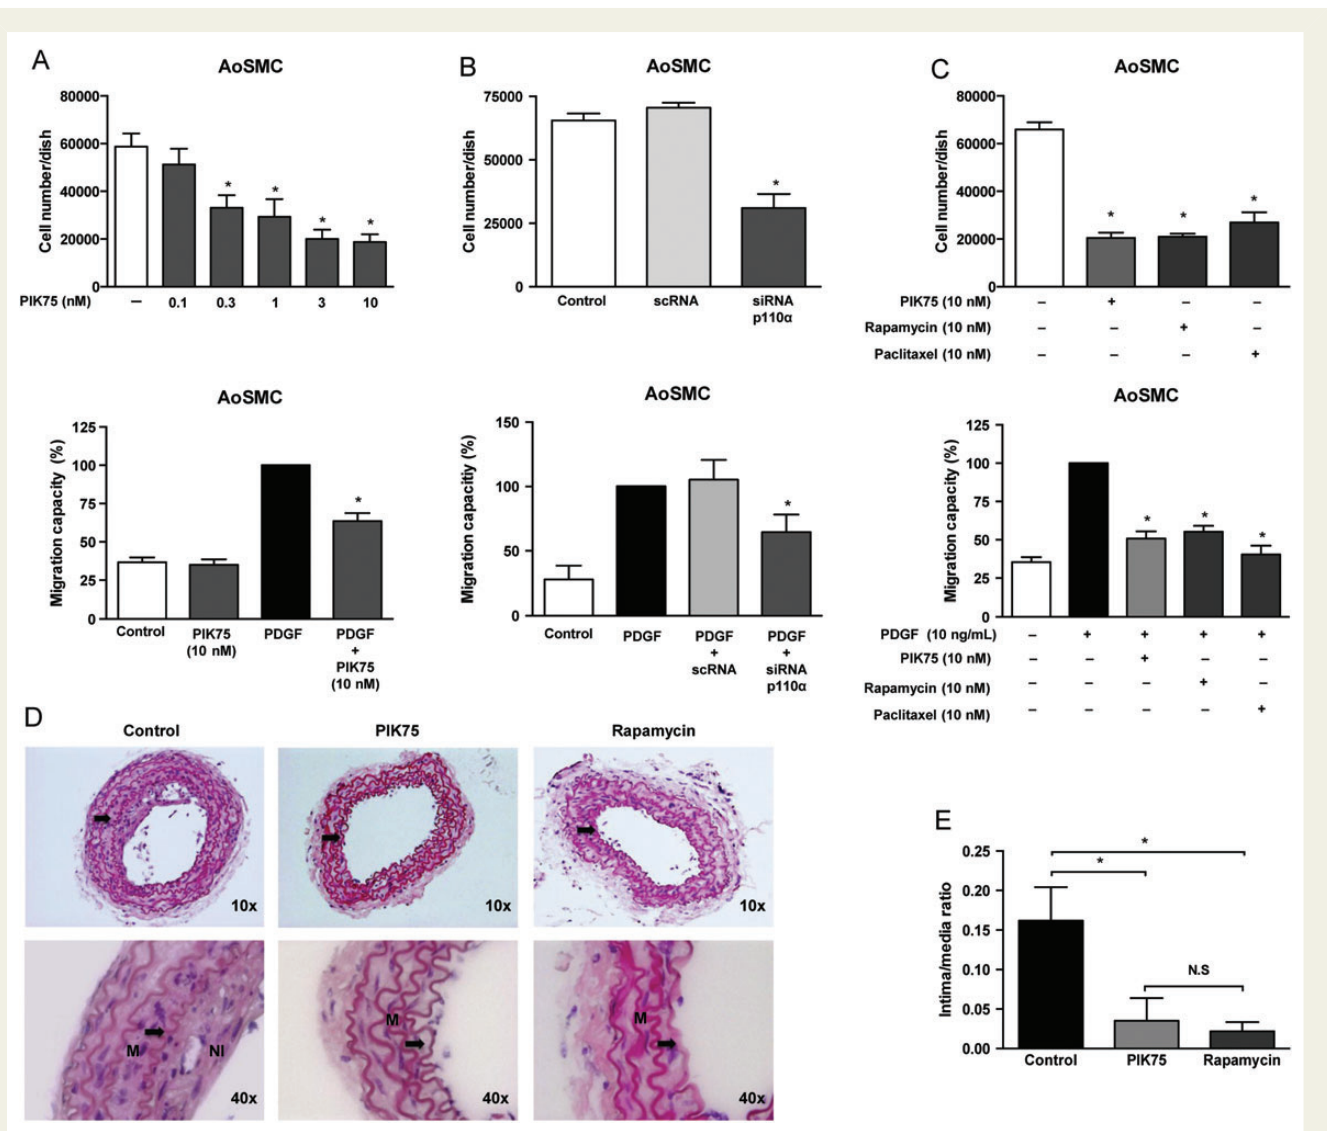 A
AoSMC
Cell number/dish
80000
60000
40000
20000
0
* * * *
PIK75 (nM) – 0.1 0.3 1 3 10
AoSMC
Migration capacity (%)
125
100
75
50
25
0
*
Control PIK75 PDGF PDGF
(10 nM) +
PIK75
(10 nM)
B
AoSMC
Cell number/dish
75000
50000
25000
0
*
Control scRNA siRNA
p110α
AoSMC
Migration capacitiy (%)
150
100
50
0
*
Control PDGF PDGF PDGF
+ +
scRNA siRNA
p110α
C
AoSMC
Cell number/dish
80000
60000
40000
20000
0
* * *
PIK75 (10 nM) – + – –
Rapamycin (10 nM) – – + –
Paclitaxel (10 nM) – – – +
AoSMC
Migration capacity (%)
125
100
75
50
25
0
* * *
PDGF (10 ng/mL) – + + + +
PIK75 (10 nM) – – + – –
Rapamycin (10 nM) – – – + –
Paclitaxel (10 nM) – – – – +
D
Control PIK75 Rapamycin
10x 10x 10x
M NI M M
40x 40x 40x
E
Intima/media ratio
0.25
0.20
0.15
0.10
0.05
0.00
*
*
N.S
Control PIK75 Rapamycin